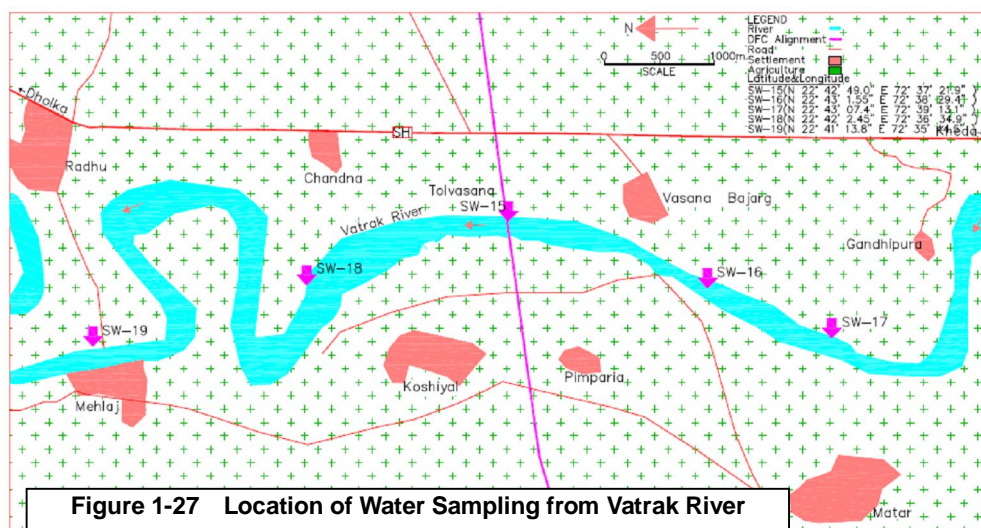 N
0 500 1000m
SCALE
LEGEND
River
DFC Alignment
Road
Settlement
Agriculture
Latitude&Longitude
SW-15(N 22° 42' 49.0" E 72° 37' 21.9" )
SW-16(N 22° 43' 1.55" E 72° 38' 29.4" )
SW-17(N 22° 43' 07.4" E 72° 39' 13.1" )
SW-18(N 22° 42' 2.45" E 72° 36' 34.9" )
SW-19(N 22° 41' 13.8" E 72° 35'
Dholka
SH
Kheda
Radhu
Chandna
Tolvasana
SW-15
Vasana Bajarg
Vatrak River
Gandhipura
SW-18
SW-16
SW-19
SW-17
Koshiyal
Pimparia
Mehlaj
Matar
Figure 1-27 Location of Water Sampling from Vatrak River